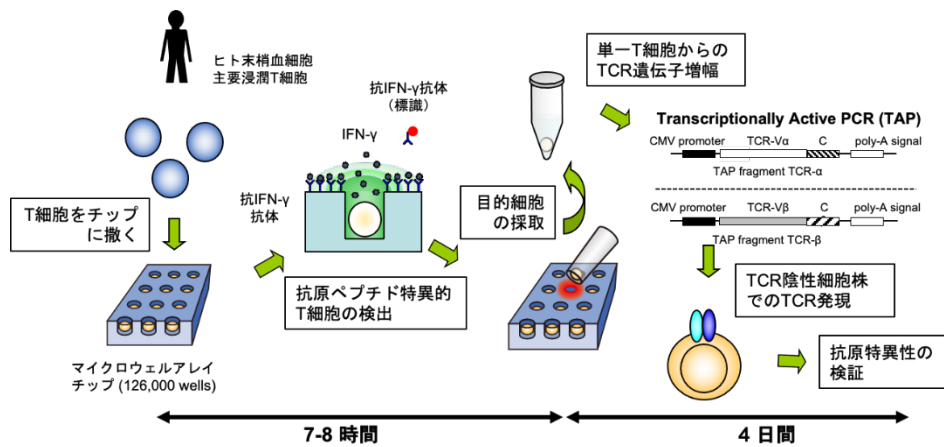 ヒト末梢血細胞
主要浸潤T細胞
T細胞をチップ
に撒く
マイクロウェルアレイ
チップ (126,000 wells)
抗IFN-γ抗体
（標識）
IFN-γ
抗IFN-γ
抗体
抗原ペプチド特異的
T細胞の検出
目的細胞
の採取
単一T細胞からの
TCR遺伝子増幅
Transcriptionally Active PCR (TAP)
CMV promoter TCR-Vα C poly-A signal
TAP fragment TCR-α
CMV promoter TCR-Vβ C poly-A signal
TAP fragment TCR-β
TCR陰性細胞株
でのTCR発現
抗原特異性の
検証
7-8 時間
4 日間